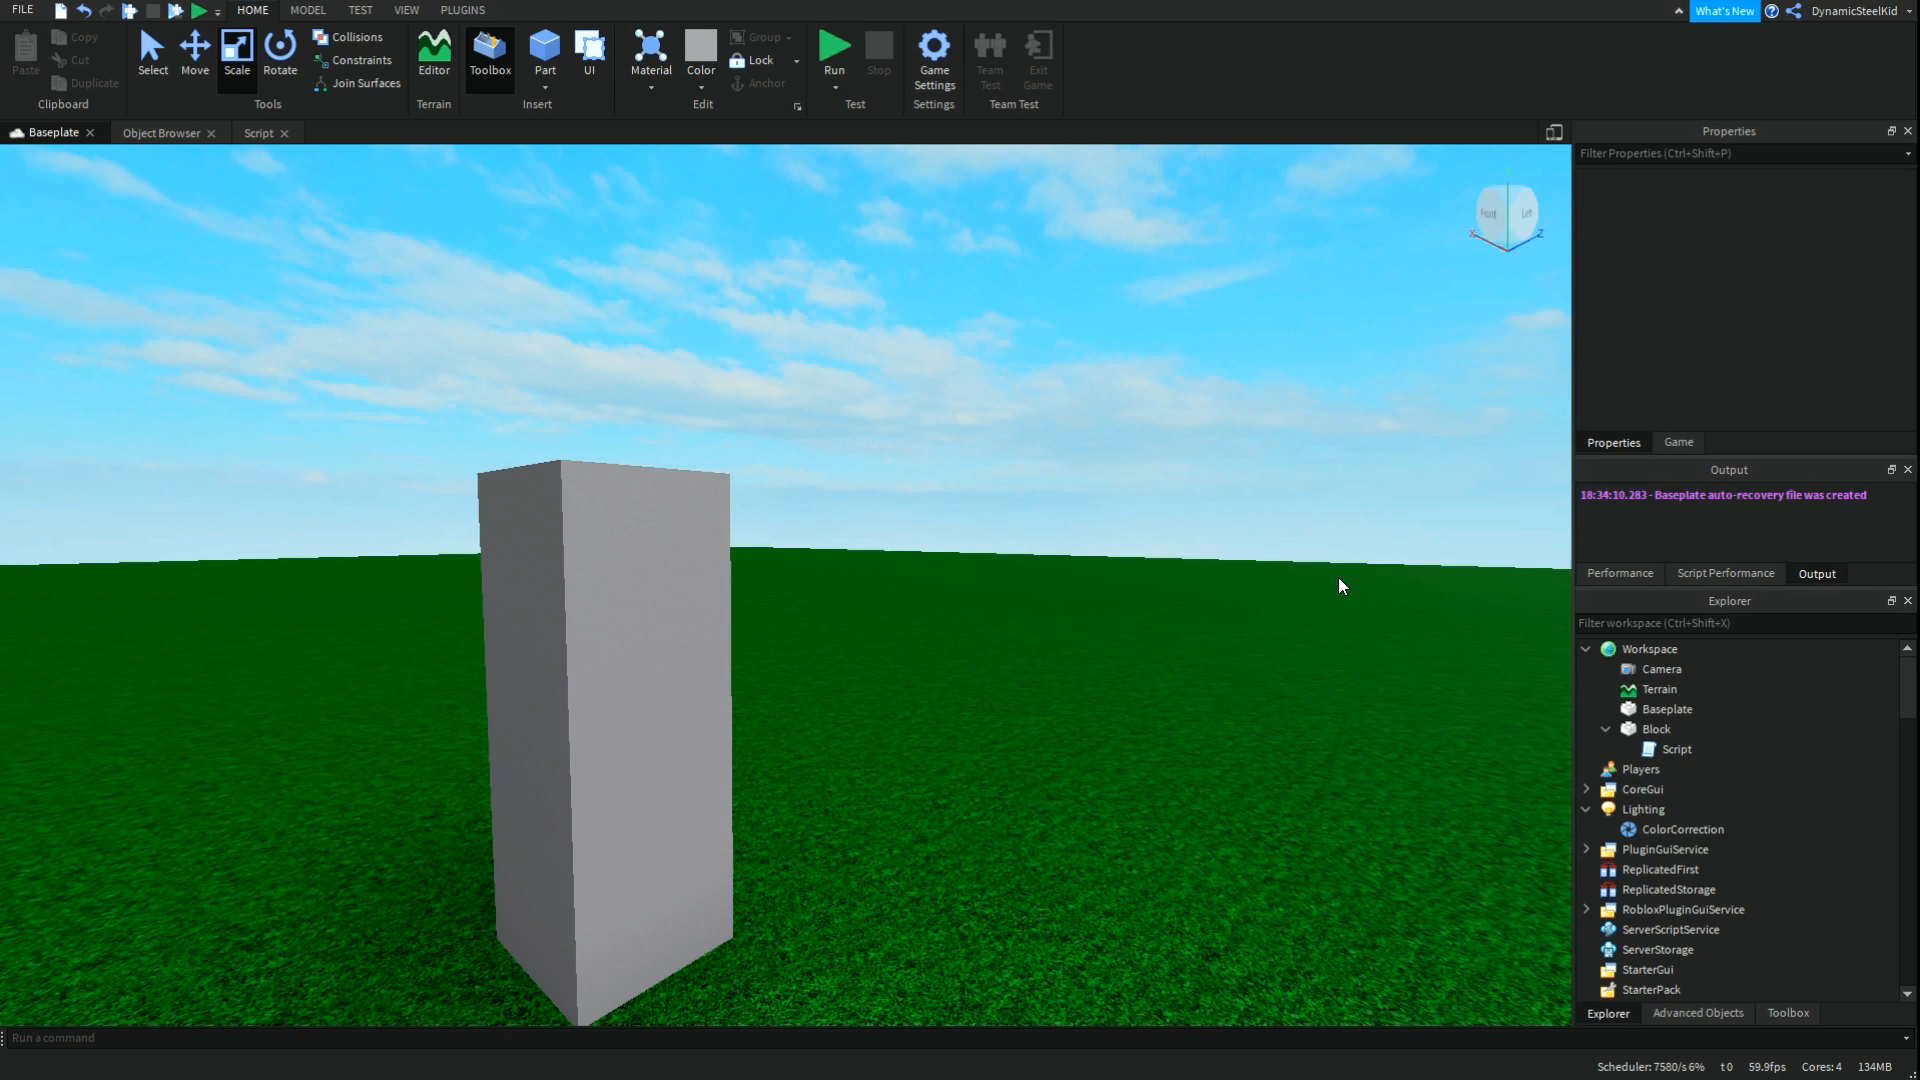 FILE HOME MODEL TEST VIEW PLUGINS What's New DynamicSteelKid
Paste Copy Cut Duplicate
Clipboard
Select Move Scale Rotate
Collisions
Constraints
Join Surfaces
Tools
Editor
Terrain
Toolbox Part UI
Insert
Material Color
Group
Lock
Anchor
Edit
Run Stop
Test
Game Settings
Settings
Team Test
Exit Game
Team Test
Baseplate Object Browser Script
Front Left
X Z
Properties
Filter Properties (Ctrl+Shift+P)
Properties Game
Output
18:34:10.283 - Baseplate auto-recovery file was created
Performance Script Performance Output
Explorer
Filter workspace (Ctrl+Shift+X)
Workspace
Camera
Terrain
Baseplate
Block
Script
Players
CoreGui
Lighting
ColorCorrection
PluginGuiService
ReplicatedFirst
ReplicatedStorage
RobloxPluginGuiService
ServerScriptService
ServerStorage
StarterGui
StarterPack
Explorer Advanced Objects Toolbox
Run a command
Scheduler: 7580/s 6% t 0 59.9fps Cores: 4 134MB